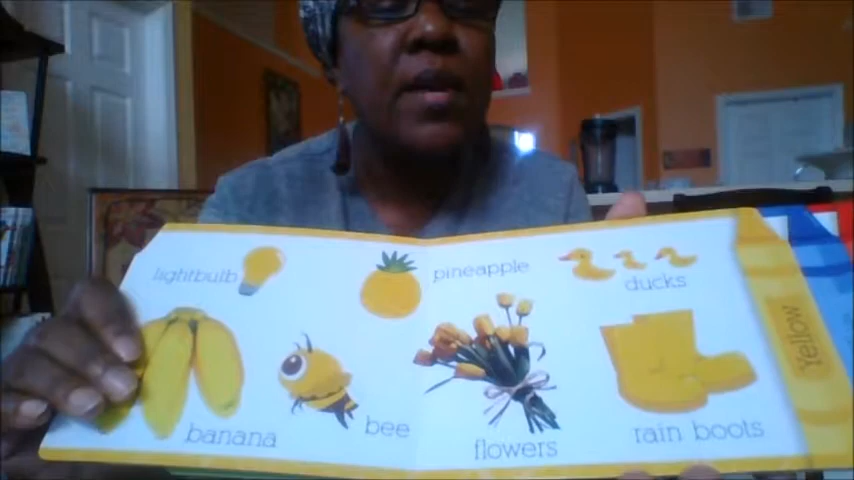 lightbulb
pineapple
ducks
banana
bee
flowers
rain boots
Yellow